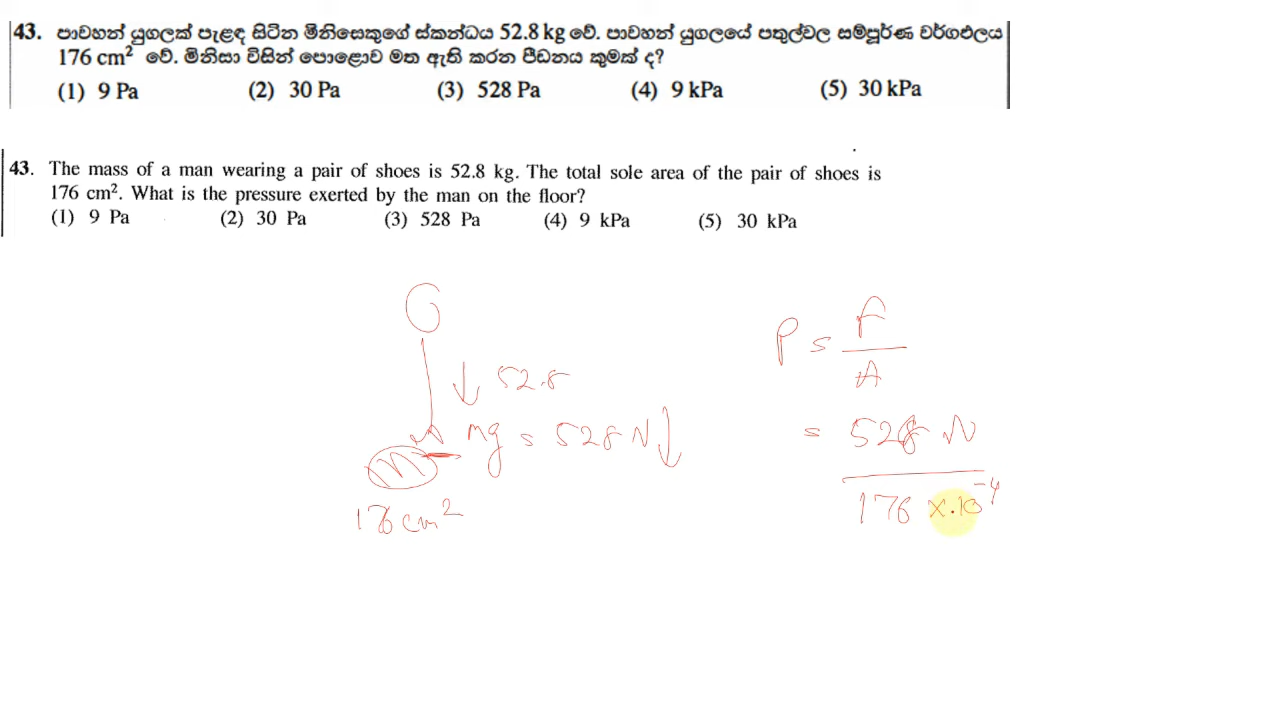 43. පාවහන් යුගලක් පැළඳ සිටින මිනිසෙකුගේ ස්කන්ධය 52.8 kg වේ. පාවහන් යුගලයේ පතුල්වල සම්පූර්ණ වර්ගඵලය
176 cm² වේ. මිනිසා විසින් පොළොව මත ඇති කරන පීඩනය කුමක් ද?
(1) 9 Pa (2) 30 Pa (3) 528 Pa (4) 9 kPa (5) 30 kPa
43. The mass of a man wearing a pair of shoes is 52.8 kg. The total sole area of the pair of shoes is
176 cm². What is the pressure exerted by the man on the floor?
(1) 9 Pa (2) 30 Pa (3) 528 Pa (4) 9 kPa (5) 30 kPa
↓ 52.8
mg = 528 N ↓
176 cm²
P = F
A
= 528 N
176 x.10⁻⁴